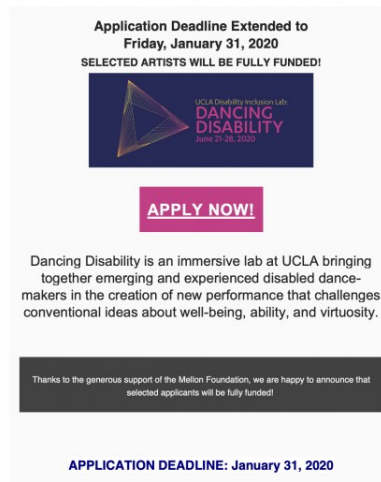 Application Deadline Extended to
Friday, January 31, 2020
SELECTED ARTISTS WILL BE FULLY FUNDED!
UCLA Disability Inclusion Lab:
DANCING
DISABILITY
June 21-28, 2020
APPLY NOW!
Dancing Disability is an immersive lab at UCLA bringing
together emerging and experienced disabled dance-
makers in the creation of new performance that challenges
conventional ideas about well-being, ability, and virtuosity.
Thanks to the generous support of the Mellon Foundation, we are happy to announce that
selected applicants will be fully funded!
APPLICATION DEADLINE: January 31, 2020